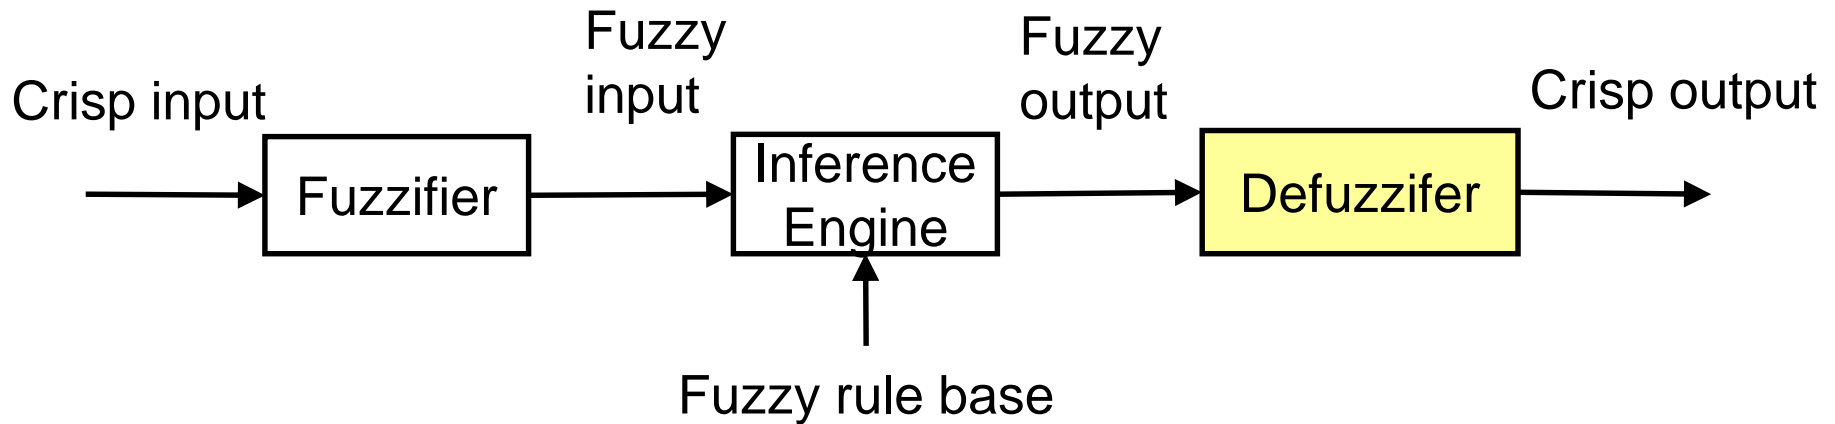 Crisp input
Fuzzifier
Fuzzy
input
Inference
Engine
Fuzzy rule base
Fuzzy
output
Defuzzifer
Crisp output